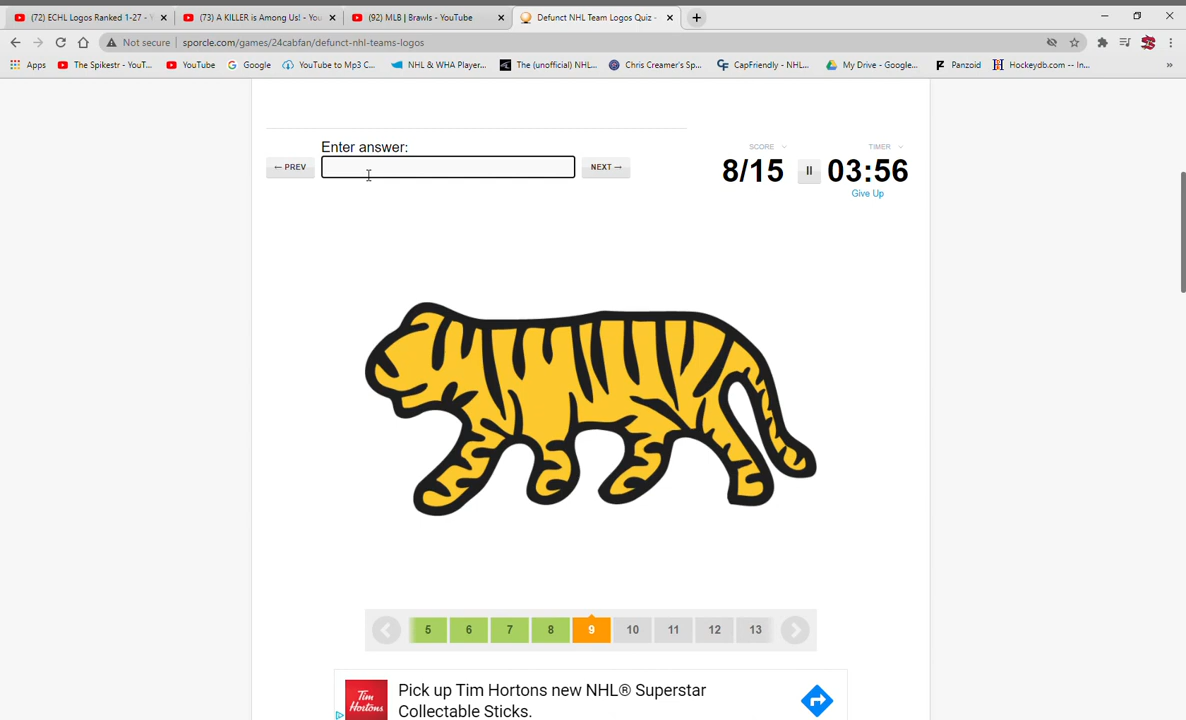 (72) ECHL Logos Ranked 1-27 -
(73) A KILLER is Among Us! - You
(92) MLB | Brawls - YouTube
Defunct NHL Team Logos Quiz -
Not secure | sporcle.com/games/24cabfan/defunct-nhl-teams-logos
Apps
The Spikestr - YouT...
YouTube
Google
YouTube to Mp3 C...
NHL & WHA Player...
The (unofficial) NHL...
Chris Creamer's Sp...
CapFriendly - NHL...
My Drive - Google...
Panzoid
Hockeydb.com -- In...
»
Enter answer:
← PREV
NEXT →
SCORE
8/15
TIMER
03:56
Give Up
5 6 7 8 9 10 11 12 13
Tim Hortons
Pick up Tim Hortons new NHL® Superstar
Collectable Sticks.